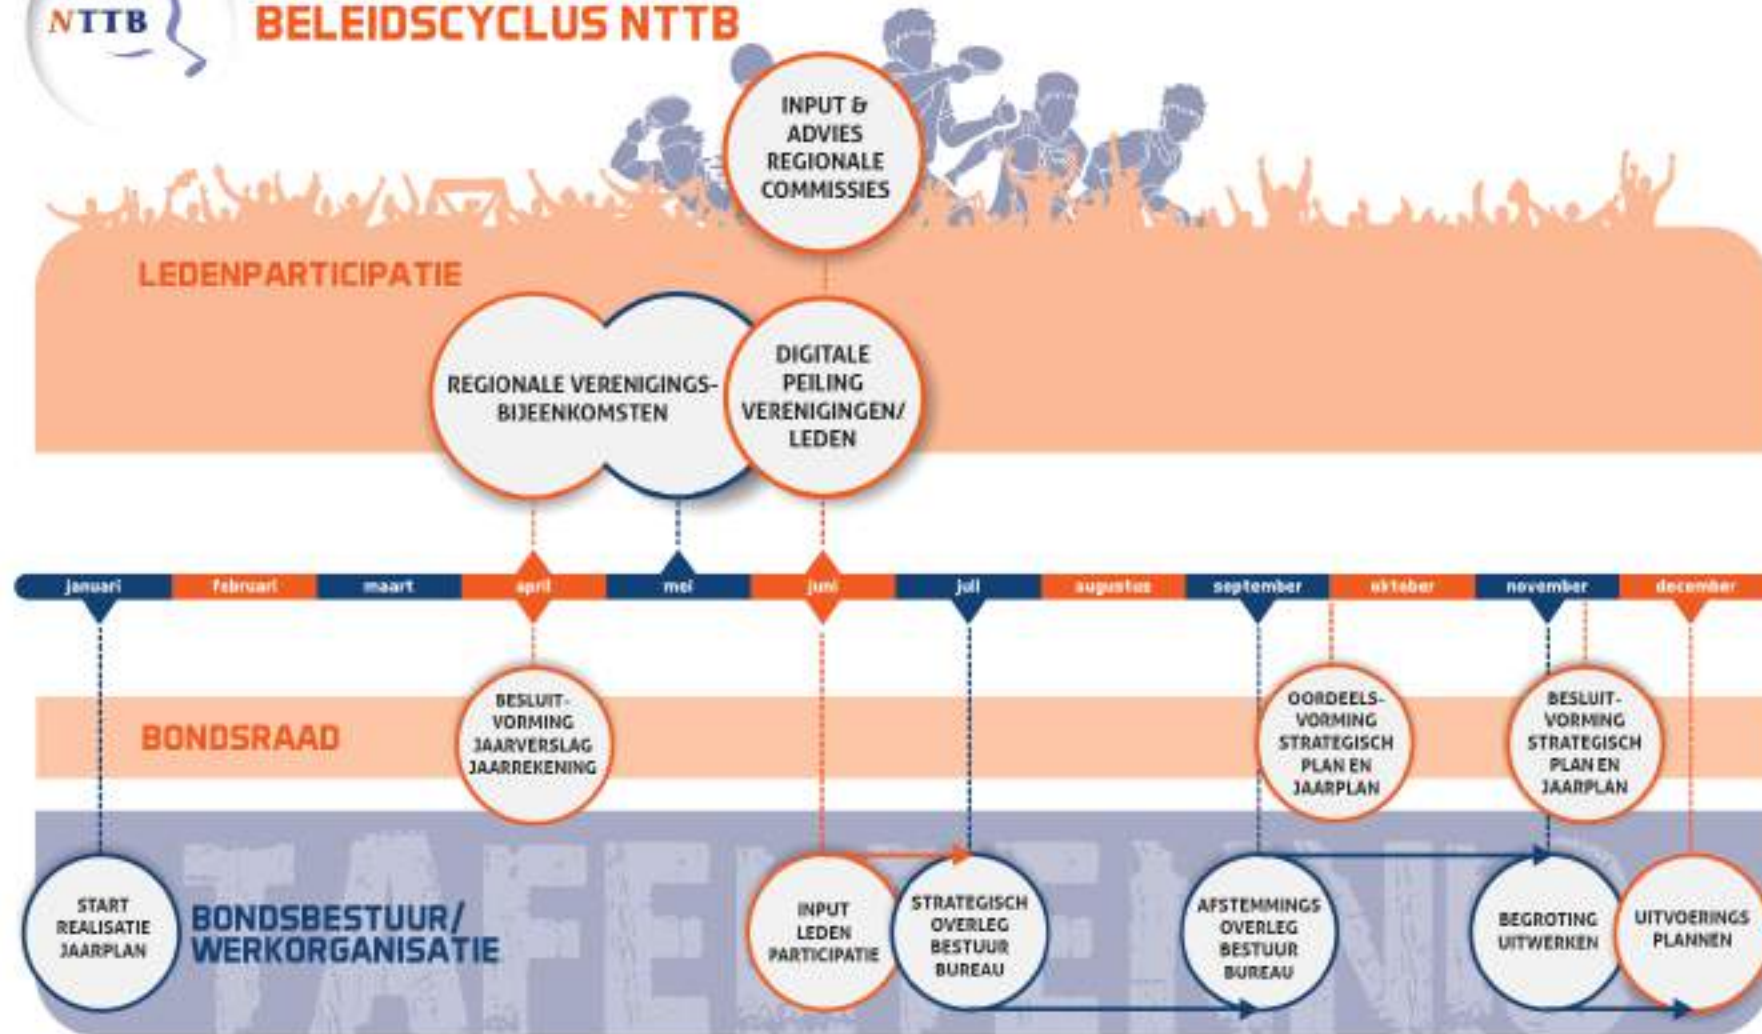 NTTB
BELEIDSCYCLUS NTTB
INPUT &
ADVIES
REGIONALE
COMMISSIES
LEDENPARTICIPATIE
REGIONALE VERENIGINGS-
BIJEENKOMSTEN
DIGITALE
PEILING
VERENIGINGEN/
LEDEN
januari februari maart april mei juni juli augustus september oktober november december
BONDSRAAD
BESLUIT-
VORMING
JAARVERSLAG
JAARREKENING
OORDEELS-
VORMING
STRATEGISCH
PLAN EN
JAARPLAN
BESLUIT-
VORMING
STRATEGISCH
PLAN EN
JAARPLAN
TAFELTENNIS
START
REALISATIE
JAARPLAN
BONDSBESTUUR/
WERKORGANISATIE
INPUT
LEDEN
PARTICIPATIE
STRATEGISCH
OVERLEG
BESTUUR
BUREAU
AFSTEMMINGS
OVERLEG
BESTUUR
BUREAU
BEGROTING
UITWERKEN
UITVOERINGS
PLANNEN